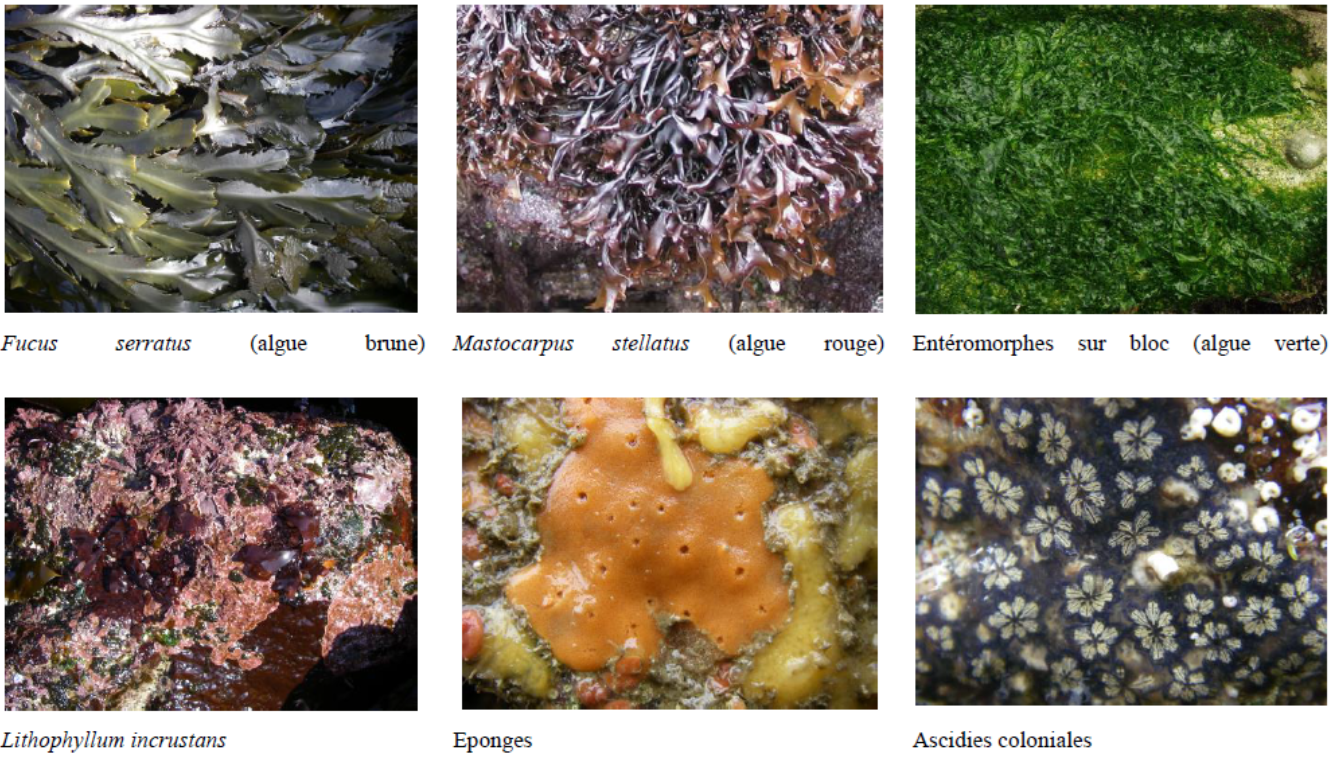 Fucus serratus (algue brune)
Mastocarpus stellatus (algue rouge)
Entéromorphes sur bloc (algue verte)
Lithophyllum incrustans
Eponges
Ascidies coloniales